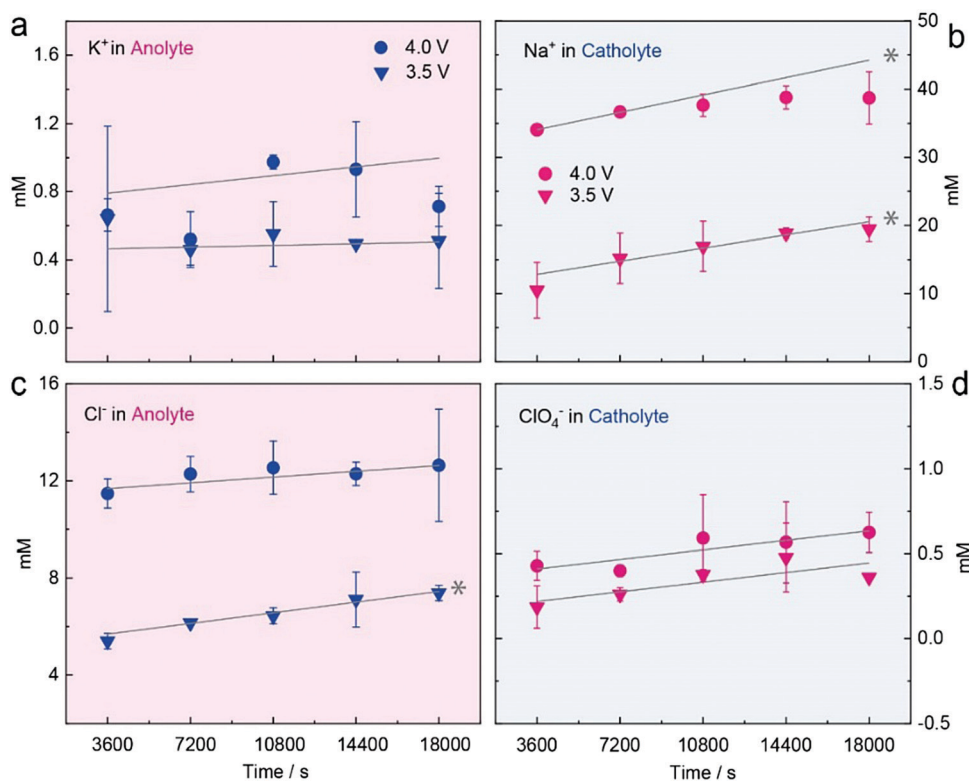 a
K⁺ in Anolyte
4.0 V
3.5 V
1.6
1.2
0.8
0.4
0.0
mM
b
Na⁺ in Catholyte
4.0 V
3.5 V
*
*
50
40
30
20
10
0
mM
c
Cl⁻ in Anolyte
*
16
12
8
4
mM
3600 7200 10800 14400 18000
Time / s
d
ClO₄⁻ in Catholyte
1.5
1.0
0.5
0.0
-0.5
mM
3600 7200 10800 14400 18000
Time / s